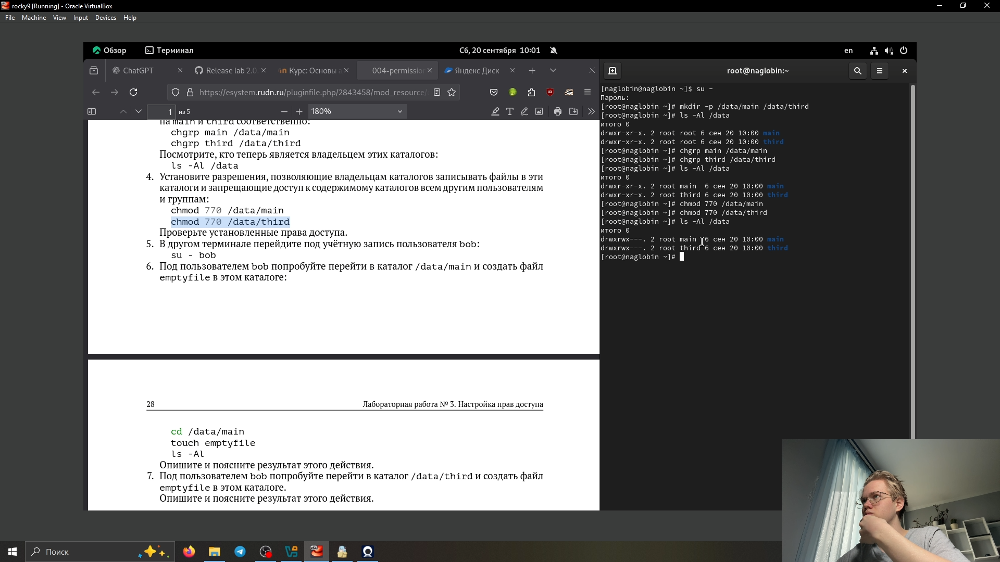 rocky9 [Running] - Oracle VirtualBox
File Machine View Input Devices Help
Обзор Терминал Сб, 20 сентября 10:01 en
ChatGPT Release lab 2.0 Курс: Основы а 004-permission Яндекс Диск
https://esystem.rudn.ru/pluginfile.php/2843458/mod_resource/
1 из 5 180%
на main и third соответственно:
chgrp main /data/main
chgrp third /data/third
Посмотрите, кто теперь является владельцем этих каталогов:
ls -Al /data
4. Установите разрешения, позволяющие владельцам каталогов записывать файлы в эти
каталоги и запрещающие доступ к содержимому каталогов всем другим пользователям
и группам:
chmod 770 /data/main
chmod 770 /data/third
Проверьте установленные права доступа.
5. В другом терминале перейдите под учётную запись пользователя bob:
su - bob
6. Под пользователем bob попробуйте перейти в каталог /data/main и создать файл
emptyfile в этом каталоге:
28 Лабораторная работа № 3. Настройка прав доступа
cd /data/main
touch emptyfile
ls -Al
Опишите и поясните результат этого действия.
7. Под пользователем bob попробуйте перейти в каталог /data/third и создать файл
emptyfile в этом каталоге.
Опишите и поясните результат этого действия.
root@naglobin:~
[naglobin@naglobin ~]$ su -
Пароль:
[root@naglobin ~]# mkdir -p /data/main /data/third
[root@naglobin ~]# ls -Al /data
итого 0
drwxr-xr-x. 2 root root 6 сен 20 10:00 main
drwxr-xr-x. 2 root root 6 сен 20 10:00 third
[root@naglobin ~]# chgrp main /data/main
[root@naglobin ~]# chgrp third /data/third
[root@naglobin ~]# ls -Al /data
итого 0
drwxr-xr-x. 2 root main  6 сен 20 10:00 main
drwxr-xr-x. 2 root third 6 сен 20 10:00 third
[root@naglobin ~]# chmod 770 /data/main
[root@naglobin ~]# chmod 770 /data/third
[root@naglobin ~]# ls -Al /data
итого 0
drwxrwx---. 2 root main  6 сен 20 10:00 main
drwxrwx---. 2 root third 6 сен 20 10:00 third
[root@naglobin ~]#
Поиск